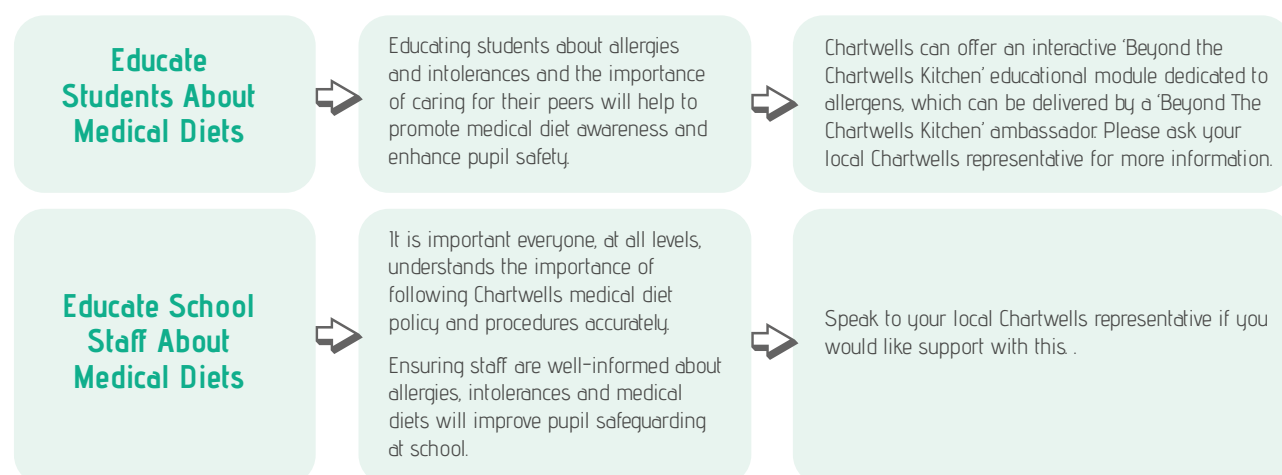 Educate
Students About
Medical Diets
Educating students about allergies
and intolerances and the importance
of caring for their peers will help to
promote medical diet awareness and
enhance pupil safety.
Chartwells can offer an interactive ‘Beyond the
Chartwells Kitchen’ educational module dedicated to
allergens, which can be delivered by a ‘Beyond The
Chartwells Kitchen’ ambassador. Please ask your
local Chartwells representative for more information.
Educate School
Staff About
Medical Diets
It is important everyone, at all levels,
understands the importance of
following Chartwells medical diet
policy and procedures accurately.
Ensuring staff are well-informed about
allergies, intolerances and medical
diets will improve pupil safeguarding
at school.
Speak to your local Chartwells representative if you
would like support with this. .